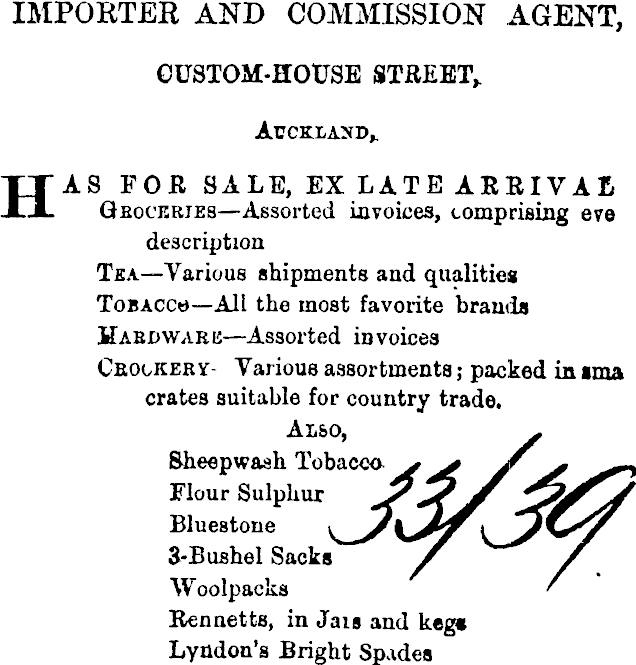 IMPORTER AND COMMISSION AGENT,
CUSTOM-HOUSE STREET,
AUCKLAND,
HAS FOR SALE, EX LATE ARRIVAL
GROCERIES—Assorted invoices, comprising eve
description
TEA—Various shipments and qualities
TOBACCO—All the most favorite brands
HARDWARE—Assorted invoices
CROCKERY- Various assortments; packed in sma
crates suitable for country trade.
ALSO,
Sheepwash Tobacco
Flour Sulphur
Bluestone
33/39
3-Bushel Sacks
Woolpacks
Rennetts, in Jars and kegs
Lyndon's Bright Spades